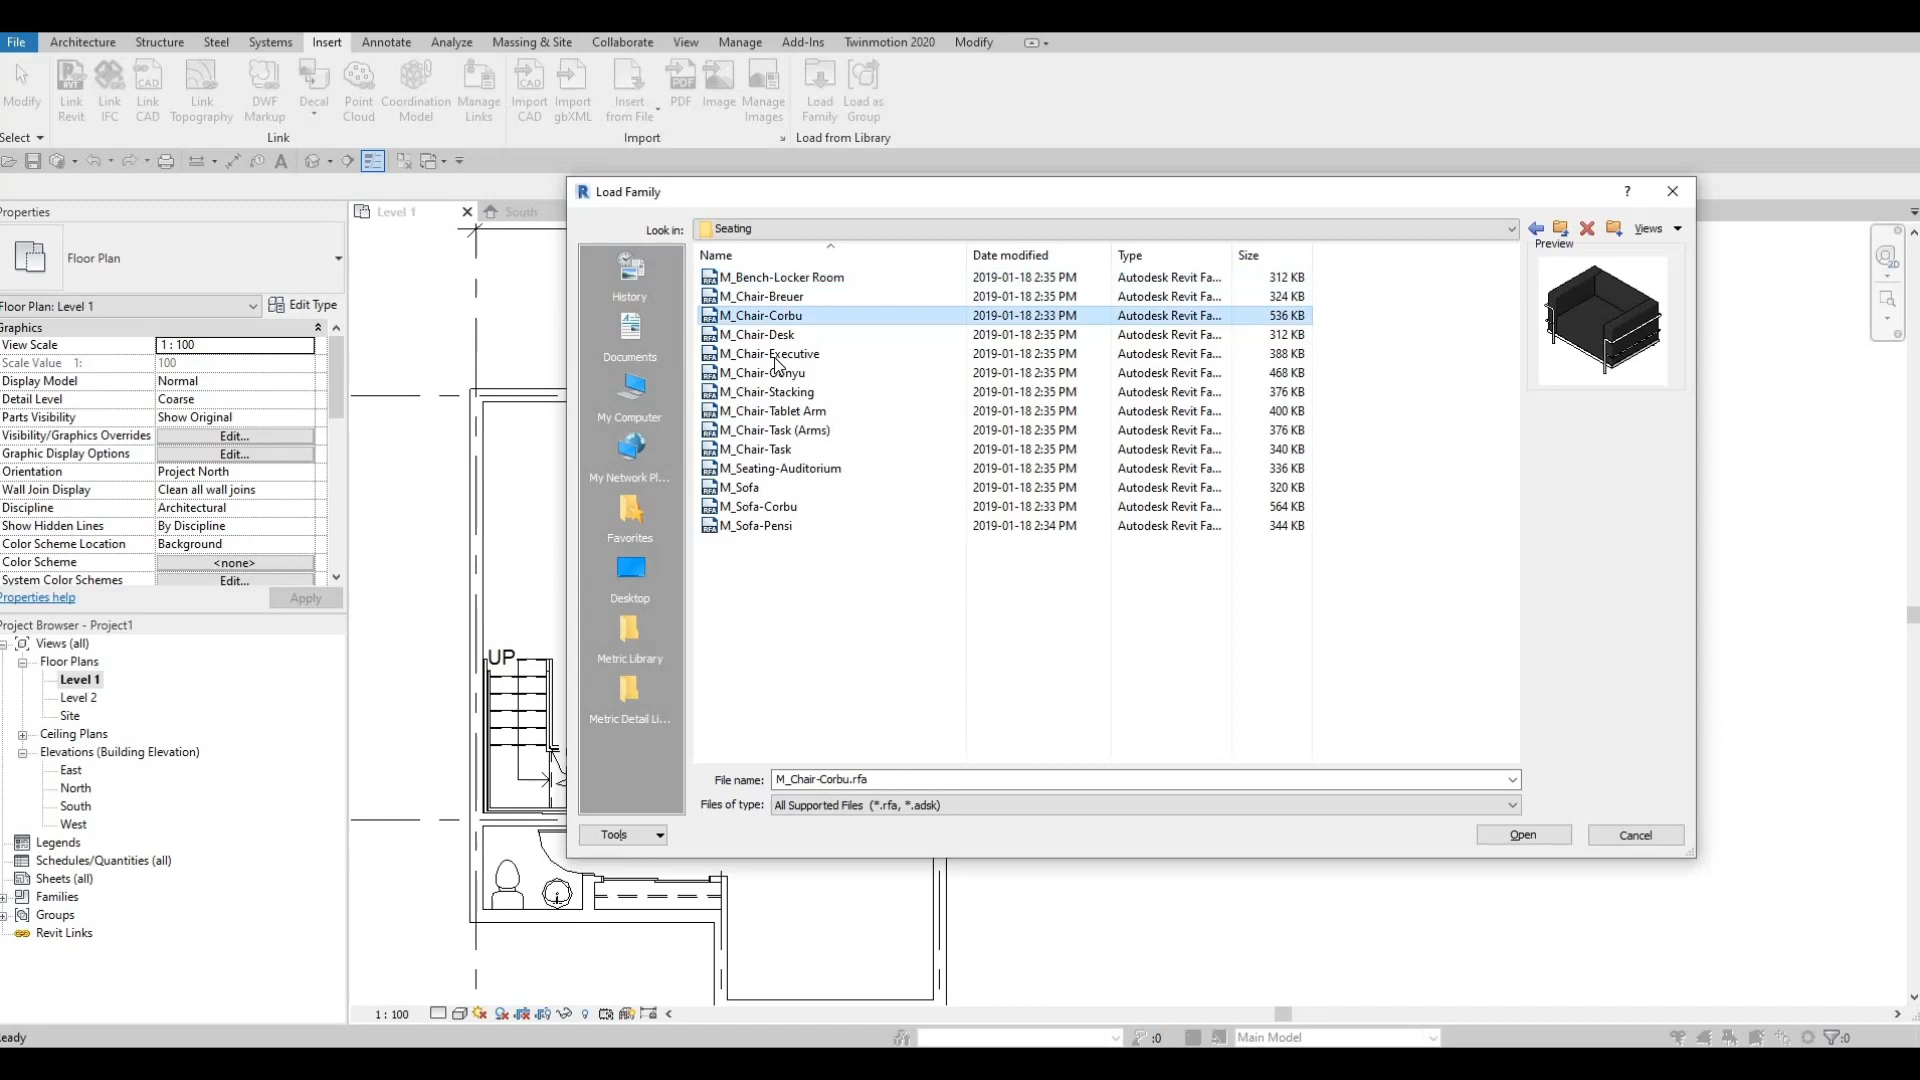 File Architecture Structure Steel Systems Insert Annotate Analyze Massing & Site Collaborate View Manage Add-Ins Twinmotion 2020 Modify
Modify Link Revit Link IFC Link CAD Link Topography DWF Markup Decal Point Cloud Coordination Model Manage Links Import CAD Import gbXML Insert from File PDF Image Manage Images Load Family Load as Group
Select Link Import Load from Library
Properties
Level 1 South
Floor Plan
Floor Plan: Level 1 Edit Type
Graphics
View Scale 1 : 100
Scale Value 1: 100
Display Model Normal
Detail Level Coarse
Parts Visibility Show Original
Visibility/Graphics Overrides Edit...
Graphic Display Options Edit...
Orientation Project North
Wall Join Display Clean all wall joins
Discipline Architectural
Show Hidden Lines By Discipline
Color Scheme Location Background
Color Scheme <none>
System Color Schemes Edit...
Properties help Apply
Project Browser - Project1
Views (all)
Floor Plans
Level 1
Level 2
Site
Ceiling Plans
Elevations (Building Elevation)
East
North
South
West
Legends
Schedules/Quantities (all)
Sheets (all)
Families
Groups
Revit Links
UP
Load Family ?
Look in: Seating Views
Preview
History
Documents
My Computer
My Network Pl...
Favorites
Desktop
Metric Library
Metric Detail Li...
Name Date modified Type Size
M_Bench-Locker Room 2019-01-18 2:35 PM Autodesk Revit Fa... 312 KB
M_Chair-Breuer 2019-01-18 2:35 PM Autodesk Revit Fa... 324 KB
M_Chair-Corbu 2019-01-18 2:33 PM Autodesk Revit Fa... 536 KB
M_Chair-Desk 2019-01-18 2:35 PM Autodesk Revit Fa... 312 KB
M_Chair-Executive 2019-01-18 2:35 PM Autodesk Revit Fa... 388 KB
2019-01-18 2:35 PM Autodesk Revit Fa... 468 KB
M_Chair-Stacking 2019-01-18 2:35 PM Autodesk Revit Fa... 376 KB
M_Chair-Tablet Arm 2019-01-18 2:35 PM Autodesk Revit Fa... 400 KB
M_Chair-Task (Arms) 2019-01-18 2:35 PM Autodesk Revit Fa... 376 KB
M_Chair-Task 2019-01-18 2:35 PM Autodesk Revit Fa... 340 KB
M_Seating-Auditorium 2019-01-18 2:35 PM Autodesk Revit Fa... 336 KB
M_Sofa 2019-01-18 2:35 PM Autodesk Revit Fa... 320 KB
M_Sofa-Corbu 2019-01-18 2:33 PM Autodesk Revit Fa... 564 KB
M_Sofa-Pensi 2019-01-18 2:34 PM Autodesk Revit Fa... 344 KB
File name: M_Chair-Corbu.rfa
Files of type: All Supported Files (*.rfa, *.adsk)
Tools Open Cancel
1 : 100
eady :0 Main Model :0